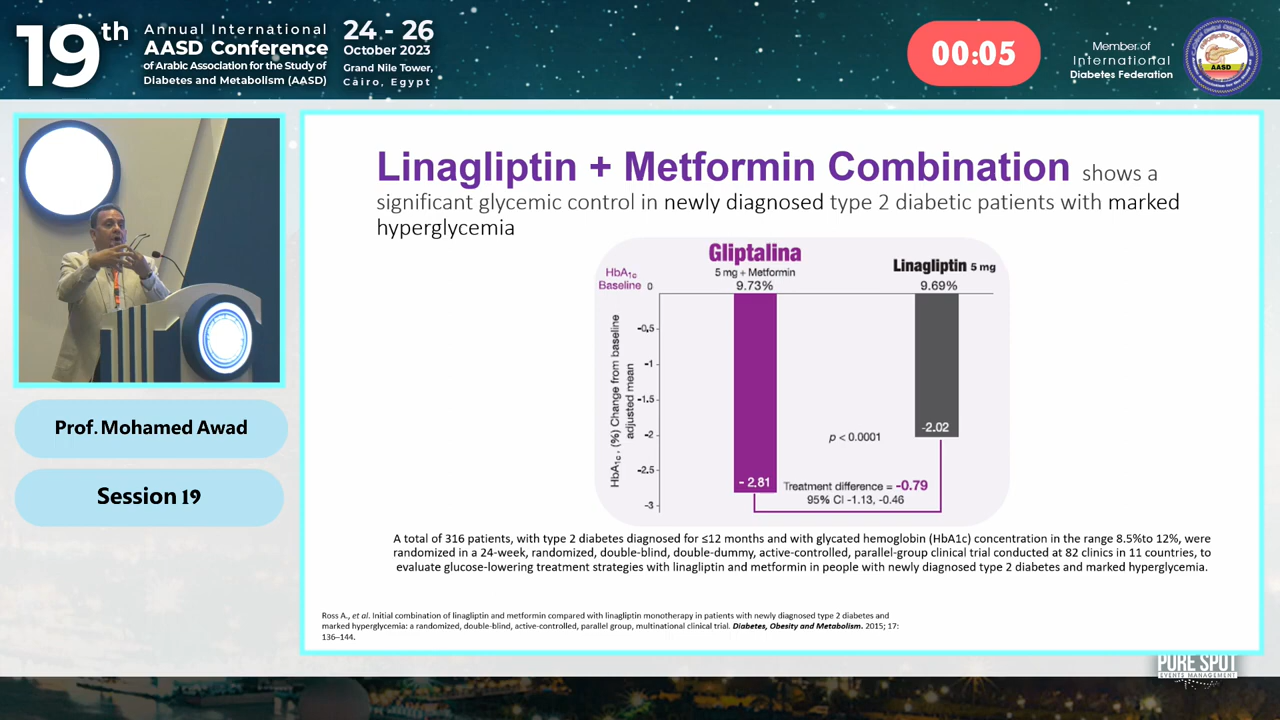 19th
Annual International
AASD Conference
of Arabic Association for the Study of
Diabetes and Metabolism (AASD)
24 - 26
October 2023
Grand Nile Tower,
Cairo, Egypt
00:05
Member of
International
Diabetes Federation
AASD
Prof. Mohamed Awad
Session 19
Linagliptin + Metformin Combination shows a
significant glycemic control in newly diagnosed type 2 diabetic patients with marked
hyperglycemia
Gliptalina
5 mg + Metformin
9.73%
Linagliptin 5 mg
9.69%
HbA1c
Baseline
0
-0,5
-1
-1.5
-2
-2.5
-3
HbA1c, (%) Change from baseline
adjusted mean
- 2.81
-2.02
p < 0.0001
Treatment difference = -0.79
95% CI -1.13, -0.46
A total of 316 patients, with type 2 diabetes diagnosed for ≤12 months and with glycated hemoglobin (HbA1c) concentration in the range 8.5%to 12%, were
randomized in a 24-week, randomized, double-blind, double-dummy, active-controlled, parallel-group clinical trial conducted at 82 clinics in 11 countries, to
evaluate glucose-lowering treatment strategies with linagliptin and metformin in people with newly diagnosed type 2 diabetes and marked hyperglycemia.
Ross A., et al. Initial combination of linagliptin and metformin compared with linagliptin monotherapy in patients with newly diagnosed type 2 diabetes and
marked hyperglycemia: a randomized, double-blind, active-controlled, parallel group, multinational clinical trial. Diabetes, Obesity and Metabolism. 2015; 17:
136–144.
PURE SPOT
EVENTS MANAGEMENT